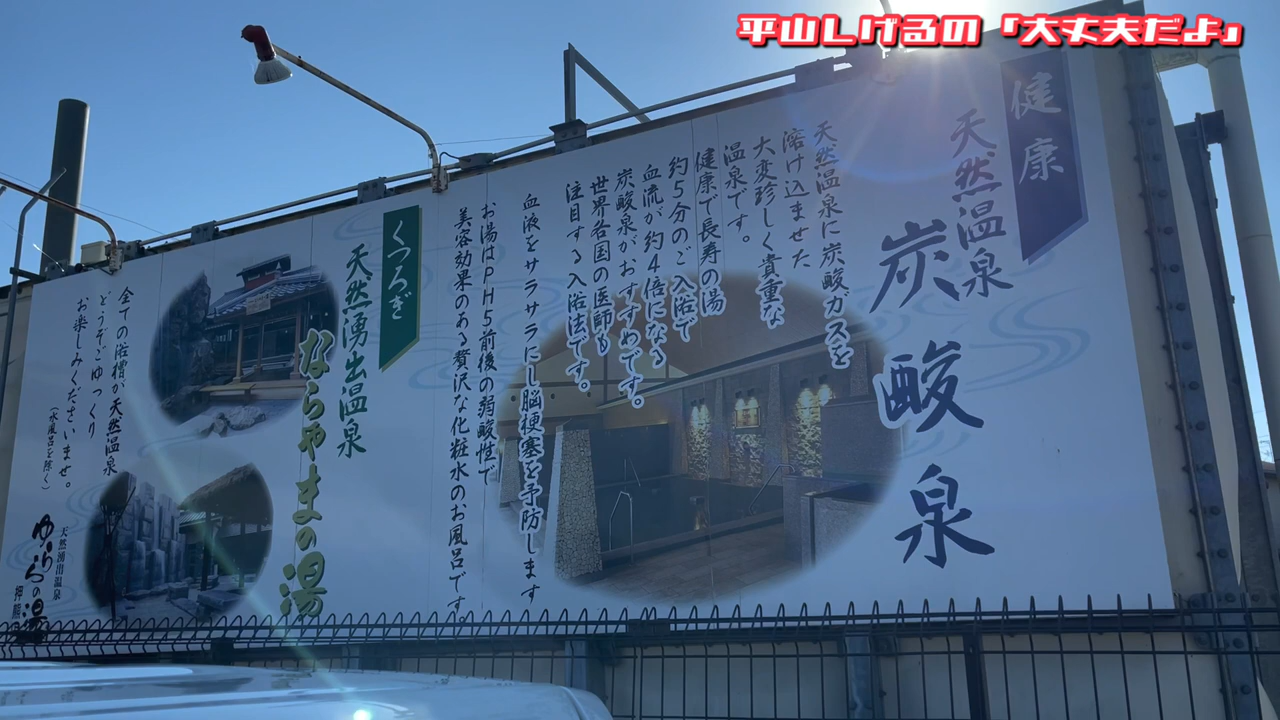 平山しげるの「大丈夫だよ」
健康
天然温泉
炭酸泉
天然温泉に炭酸ガスを
溶け込ませた
大変珍しく貴重な
温泉です。
健康で長寿の湯
約5分のご入浴で
血流が約4倍になる
炭酸泉がおすすめです。
世界各国の医師も
注目する入浴法です。
血液をサラサラにし脳梗塞を予防します
お湯はPH5前後の弱酸性で
美容効果のある贅沢な化粧水のお風呂です
くつろぎ
天然湧出温泉
ならやまの湯
全ての浴槽が天然温泉
どうぞごゆっくり
お楽しみくださいませ。
(水風呂を除く)
天然湧出温泉
ゆららの湯
押熊